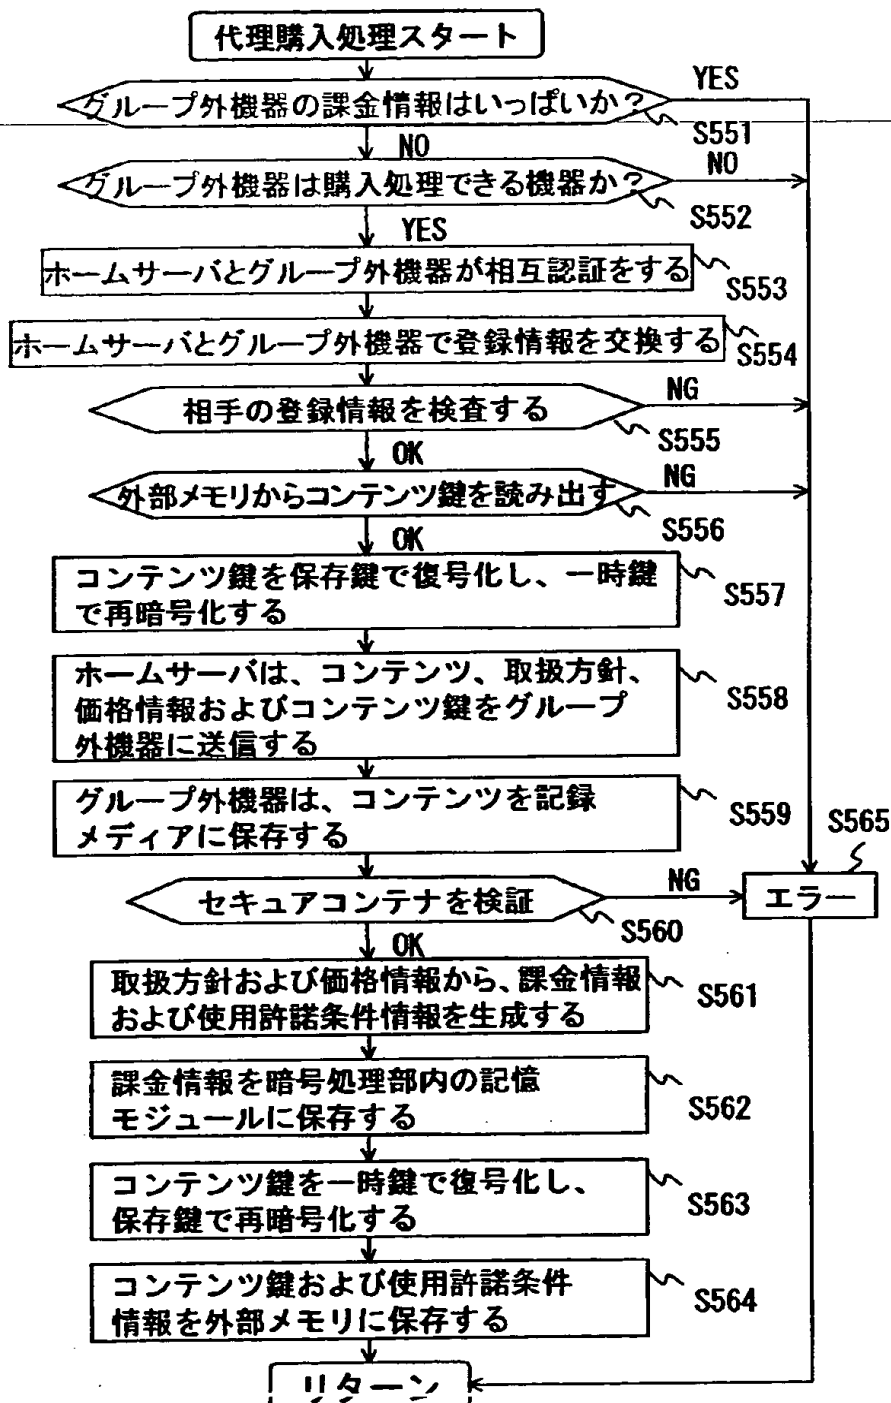 代理購入処理スタート
グループ外機器の課金情報はいっぱいか?
YES
S551
NO
グループ外機器は購入処理できる機器か?
NO
S552
YES
ホームサーバとグループ外機器が相互認証をする
S553
ホームサーバとグループ外機器で登録情報を交換する
S554
相手の登録情報を検査する
NG
S555
OK
外部メモリからコンテンツ鍵を読み出す
NG
S556
OK
コンテンツ鍵を保存鍵で復号化し、一時鍵
で再暗号化する
S557
ホームサーバは、コンテンツ、取扱方針、
価格情報およびコンテンツ鍵をグループ
外機器に送信する
S558
グループ外機器は、コンテンツを記録
メディアに保存する
S559
S565
エラー
セキュアコンテナを検証
NG
S560
OK
取扱方針および価格情報から、課金情報
および使用許諾条件情報を生成する
S561
課金情報を暗号処理部内の記憶
モジュールに保存する
S562
コンテンツ鍵を一時鍵で復号化し、
保存鍵で再暗号化する
S563
コンテンツ鍵および使用許諾条件
情報を外部メモリに保存する
S564
リターン